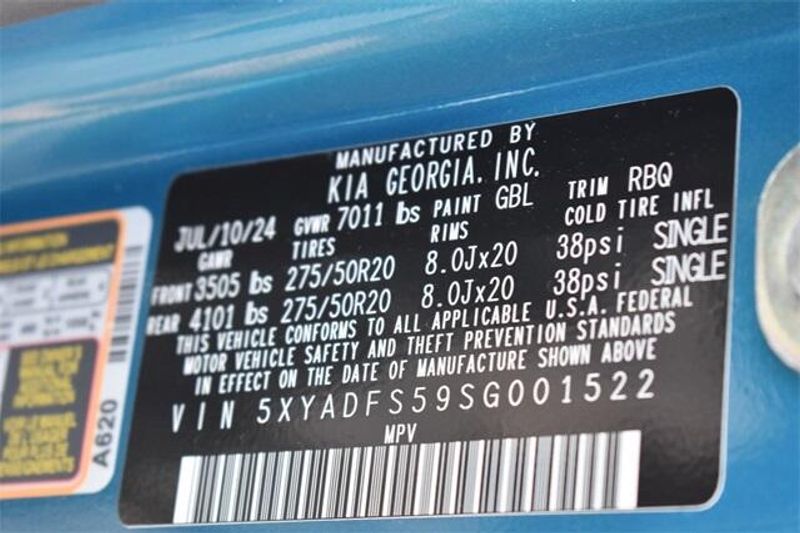 MANUFACTURED BY
KIA GEORGIA. INC.
JUL/10/24 GVWR 7011 lbs PAINT GBL TRIM RBQ
GAWR TIRES RIMS COLD TIRE INFL
FRONT 3505 lbs 275/50R20 8.0Jx20 38psi SINGLE
REAR 4101 lbs 275/50R20 8.0Jx20 38psi SINGLE
THIS VEHICLE CONFORMS TO ALL APPLICABLE U.S.A. FEDERAL
MOTOR VEHICLE SAFETY AND THEFT PREVENTION STANDARDS
IN EFFECT ON THE DATE OF MANUFACTURE SHOWN ABOVE
VIN 5XYADFS59SG001522
MPV
A620